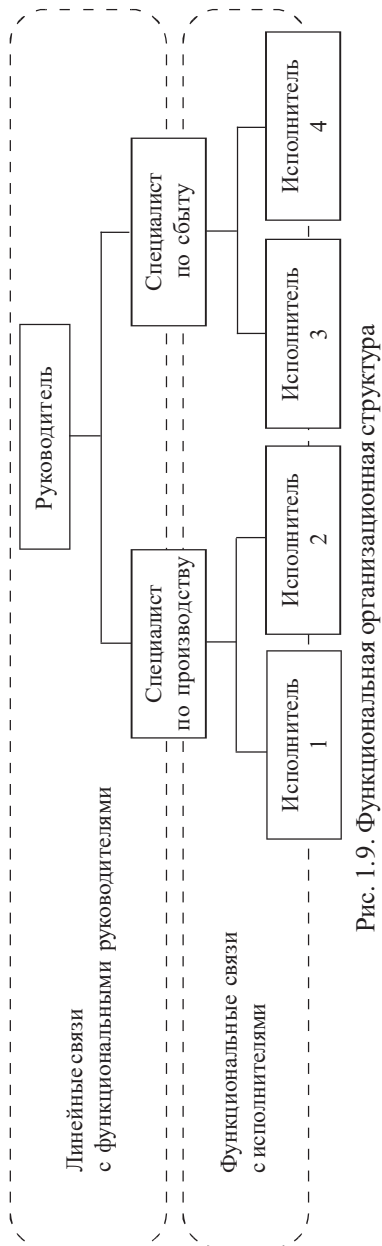 Руководитель
Линейные связи
с функциональными руководителями
Специалист
по производству
Специалист
по сбыту
Функциональные связи
с исполнителями
Исполнитель
1
Исполнитель
2
Исполнитель
3
Исполнитель
4
Рис. 1.9. Функциональная организационная структура